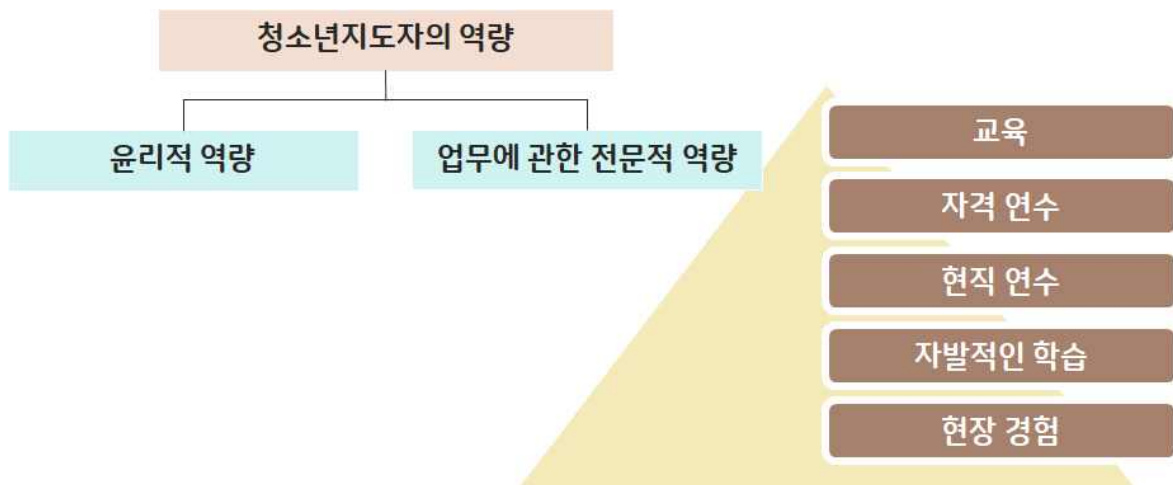 청소년지도자의 역량
윤리적 역량
업무에 관한 전문적 역량
교육
자격 연수
현직 연수
자발적인 학습
현장 경험